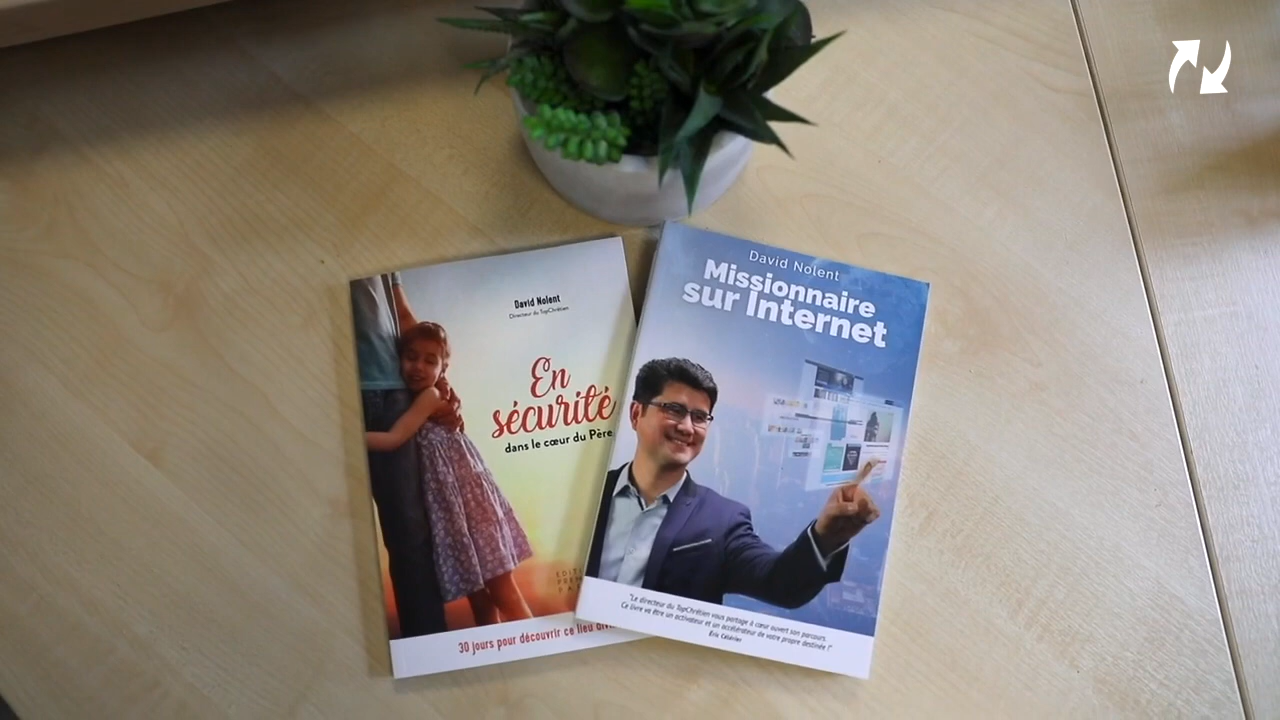 David Nolent
Directeur du TopChrétien
En
sécurité
dans le cœur du Père
30 jours pour découvrir ce lieu
David Nolent
Missionnaire
sur Internet
"Le directeur du TopChrétien vous partage à cœur ouvert son parcours.
Ce livre va être un activateur et un accélérateur de votre propre destinée !"
Eric Célérier